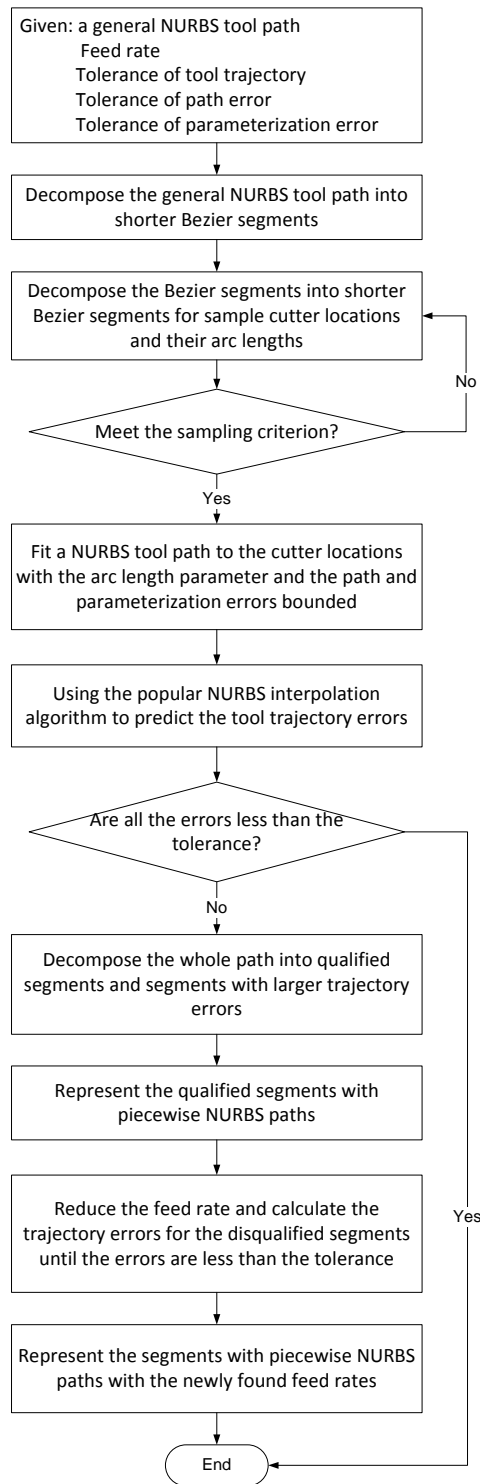 Given: a general NURBS tool path
Feed rate
Tolerance of tool trajectory
Tolerance of path error
Tolerance of parameterization error
Decompose the general NURBS tool path into
shorter Bezier segments
Decompose the Bezier segments into shorter
Bezier segments for sample cutter locations
and their arc lengths
No
Meet the sampling criterion?
Yes
Fit a NURBS tool path to the cutter locations
with the arc length parameter and the path and
parameterization errors bounded
Using the popular NURBS interpolation
algorithm to predict the tool trajectory errors
Are all the errors less than the
tolerance?
No
Decompose the whole path into qualified
segments and segments with larger trajectory
errors
Represent the qualified segments with
piecewise NURBS paths
Reduce the feed rate and calculate the
trajectory errors for the disqualified segments
until the errors are less than the tolerance
Yes
Represent the segments with piecewise NURBS
paths with the newly found feed rates
End